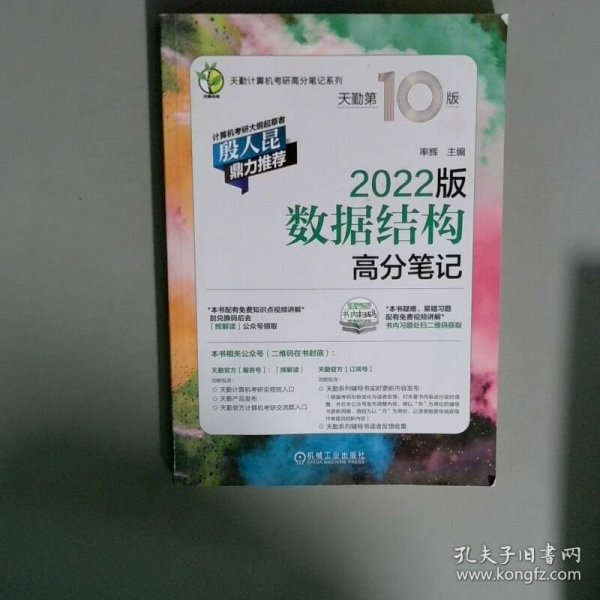 天勤计算机考研高分笔记系列
天勤第10版
计算机考研大纲起草者
殷人昆
鼎力推荐
率辉 主编
2022版
数据结构
高分笔记
"本书配有免费知识点视频讲解"
刮兑换码后去
「辉解读」公众号领取
书内扫码
"本书疑难、易错习题
配有免费视频讲解"
书内习题处扫二维码获取
本书相关公众号(二维码在书封底):
天勤官方「服务号」:「辉解读」
功能包含:
天勤计算机考研全程班入口
天勤产品发布
天勤官方计算机考研交流群入口
天勤官方「订阅号」
功能包含:
天勤系列辅导书实时更新内容发布
天勤系列辅导书读者反馈收集
机械工业出版社
CHINA MACHINE PRESS
孔夫子旧书网
www.kongfz.com